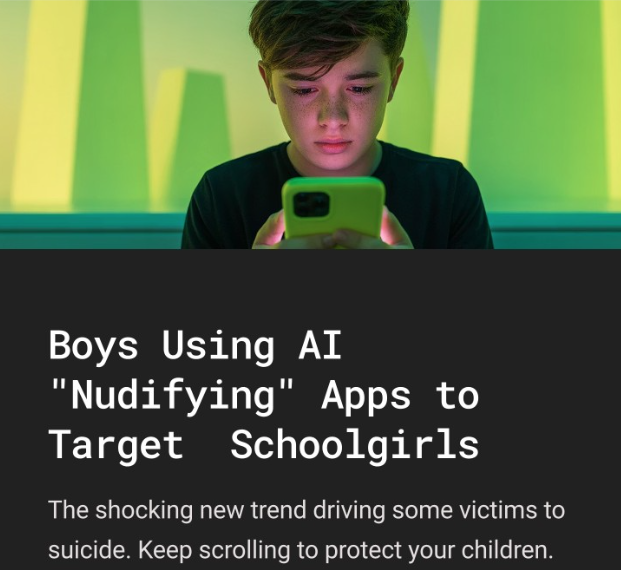 Boys Using AI
"Nudifying" Apps to
Target  Schoolgirls
The shocking new trend driving some victims to
suicide. Keep scrolling to protect your children.